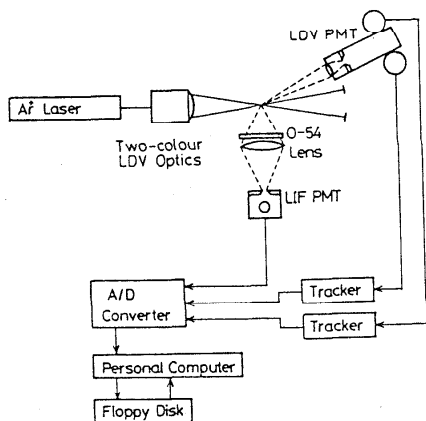 LDV PMT
Ar+ Laser
Two-colour
LDV Optics
O-54
Lens
LIF PMT
A/D
Converter
Tracker
Tracker
Personal Computer
Floppy Disk